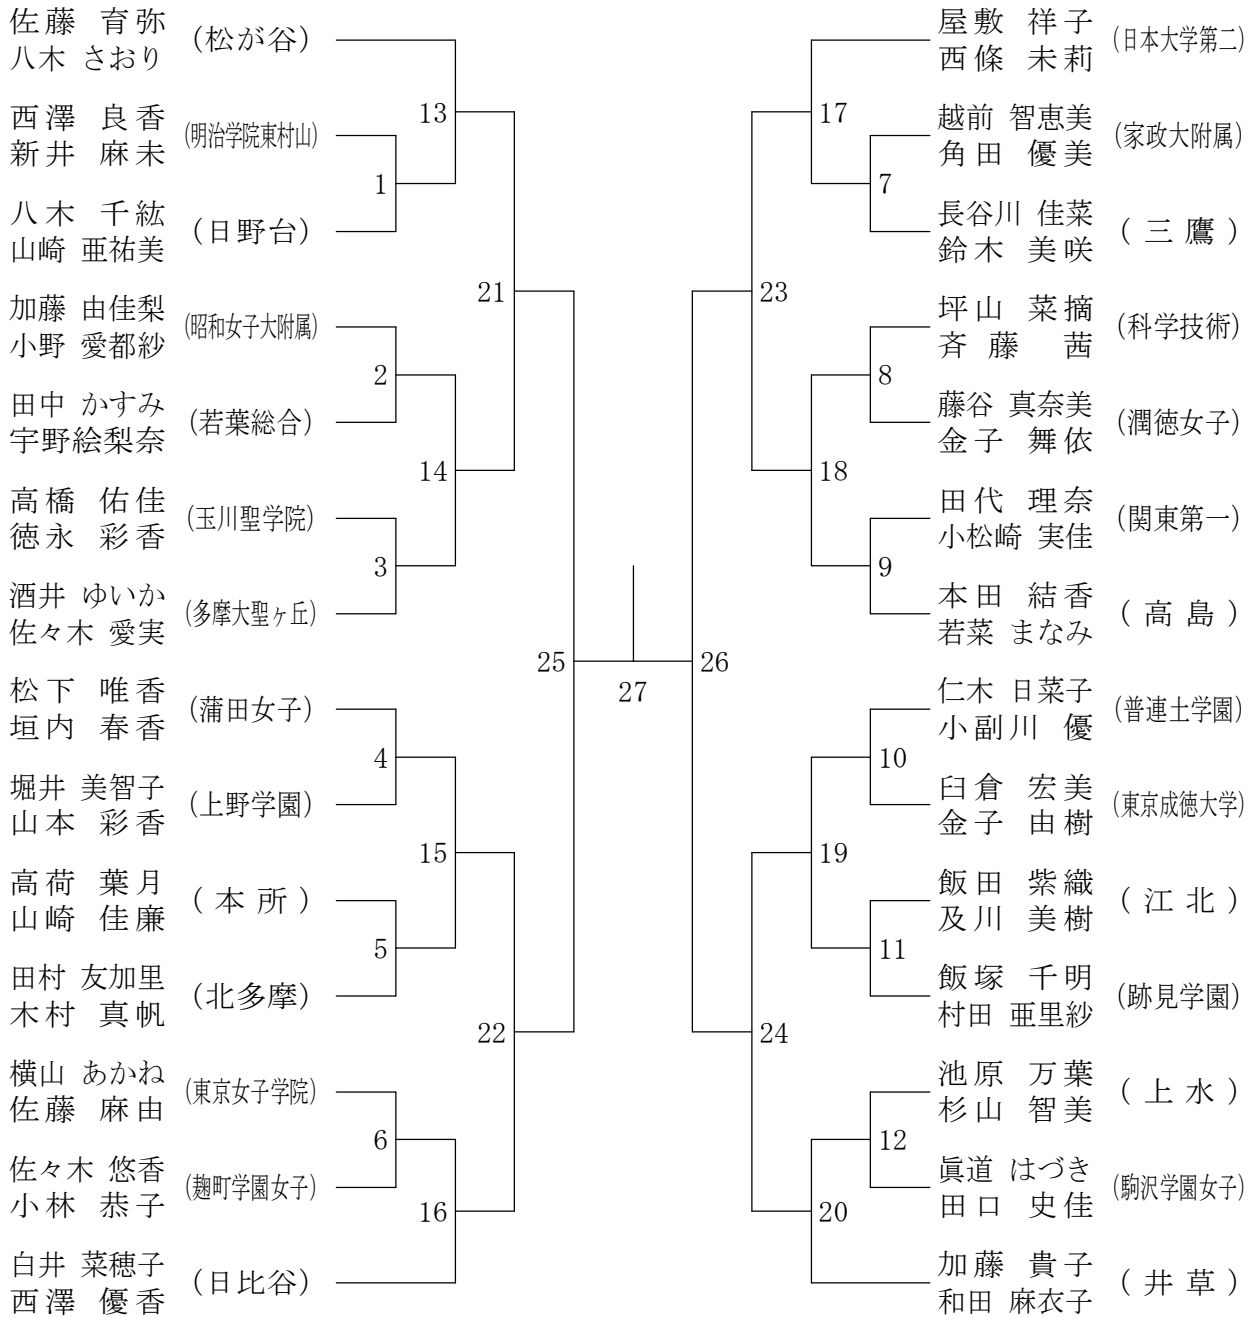 佐藤 育弥
八木 さおり
(松が谷)
西澤 良香
新井 麻未
(明治学院東村山)
八木 千紘
山崎 亜祐美
(日野台)
加藤 由佳梨
小野 愛都紗
(昭和女子大附属)
田中 かすみ
宇野絵梨奈
(若葉総合)
高橋 佑佳
徳永 彩香
(玉川聖学院)
酒井 ゆいか
佐々木 愛実
(多摩大聖ヶ丘)
松下 唯香
垣内 春香
(蒲田女子)
堀井 美智子
山本 彩香
(上野学園)
高荷 葉月
山崎 佳廉
(本所)
田村 友加里
木村 真帆
(北多摩)
横山 あかね
佐藤 麻由
(東京女子学院)
佐々木 悠香
小林 恭子
(麹町学園女子)
白井 菜穂子
西澤 優香
(日比谷)
13
1
21
2
14
3
25
4
15
5
22
6
16
27
屋敷 祥子
西條 未莉
(日本大学第二)
越前 智恵美
角田 優美
(家政大附属)
長谷川 佳菜
鈴木 美咲
(三鷹)
坪山 菜摘
斉藤 茜
(科学技術)
藤谷 真奈美
金子 舞依
(潤徳女子)
田代 理奈
小松崎 実佳
(関東第一)
本田 結香
若菜 まなみ
(高島)
仁木 日菜子
小副川 優
(普連土学園)
臼倉 宏美
金子 由樹
(東京成徳大学)
飯田 紫織
及川 美樹
(江北)
飯塚 千明
村田 亜里紗
(跡見学園)
池原 万葉
杉山 智美
(上水)
眞道 はづき
田口 史佳
(駒沢学園女子)
加藤 貴子
和田 麻衣子
(井草)
17
7
23
8
18
9
26
10
19
11
24
12
20